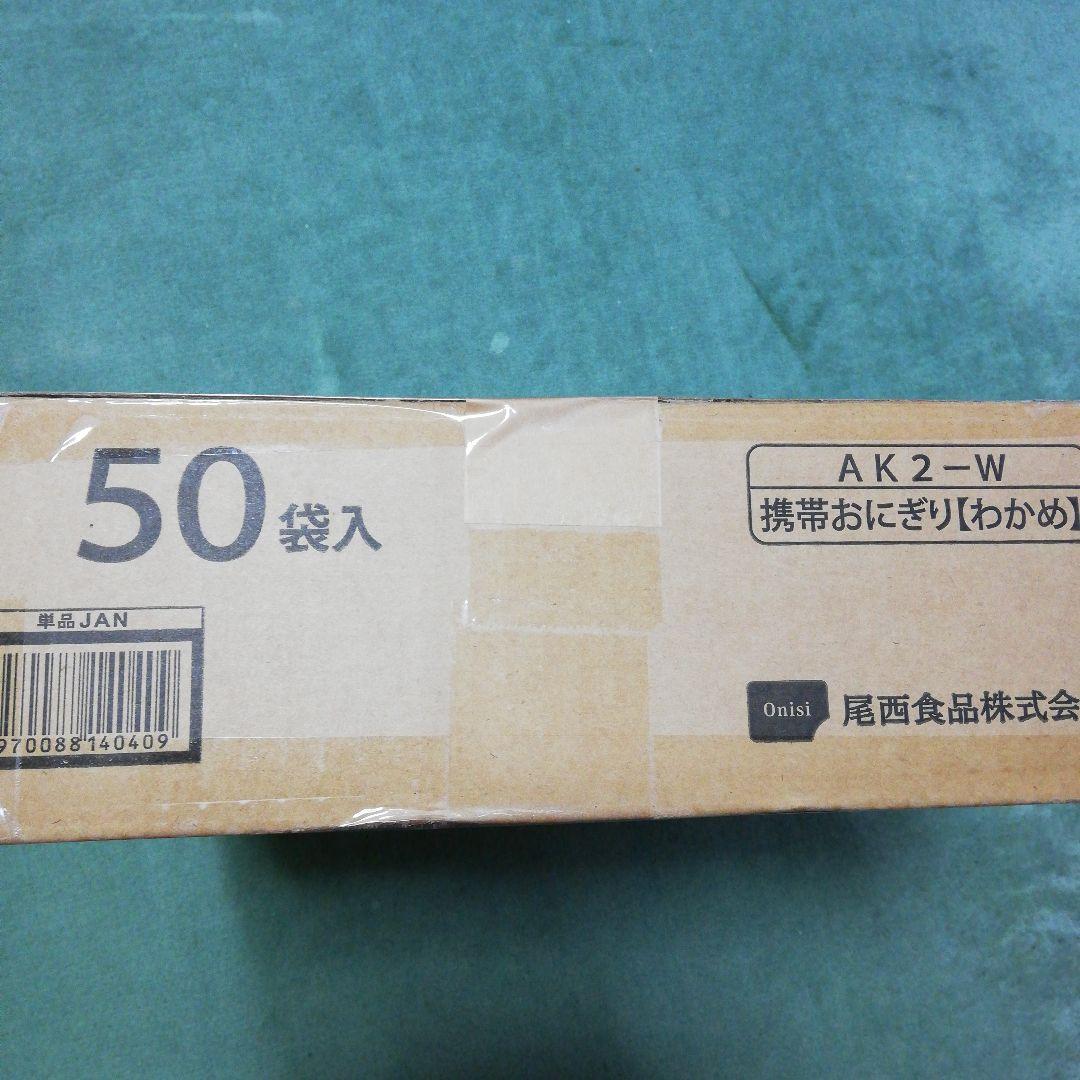 50袋入
AK2-W
携帯おにぎり【わかめ】
単品JAN
970088140409
Onisi
尾西食品株式会